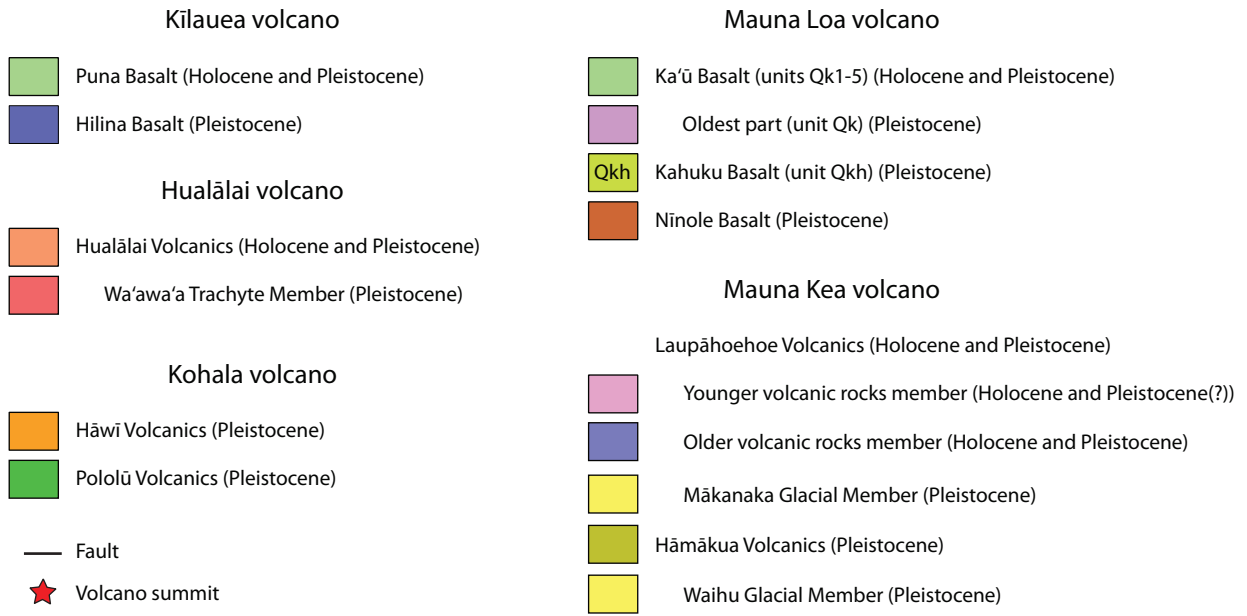 Kīlauea volcano
Puna Basalt (Holocene and Pleistocene)
Hilina Basalt (Pleistocene)
Hualālai volcano
Hualālai Volcanics (Holocene and Pleistocene)
Wa‘awa‘a Trachyte Member (Pleistocene)
Kohala volcano
Hāwī Volcanics (Pleistocene)
Pololū Volcanics (Pleistocene)
Fault
Volcano summit
Mauna Loa volcano
Ka‘ū Basalt (units Qk1-5) (Holocene and Pleistocene)
Oldest part (unit Qk) (Pleistocene)
Qkh Kahuku Basalt (unit Qkh) (Pleistocene)
Nīnole Basalt (Pleistocene)
Mauna Kea volcano
Laupāhoehoe Volcanics (Holocene and Pleistocene)
Younger volcanic rocks member (Holocene and Pleistocene(?))
Older volcanic rocks member (Holocene and Pleistocene)
Mākanaka Glacial Member (Pleistocene)
Hāmākua Volcanics (Pleistocene)
Waihu Glacial Member (Pleistocene)